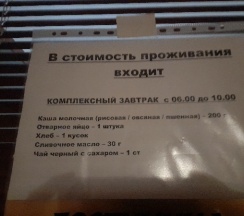 В стоимость проживания
входит
КОМПЛЕКСНЫЙ ЗАВТРАК с 06.00 до 10.00
Каша молочная (рисовая / овсяная / пшенная) – 200 г
Отварное яйцо – 1 штука
Хлеб – 1 кусок
Сливочное масло – 30 г
Чай черный с сахаром – 1 ст